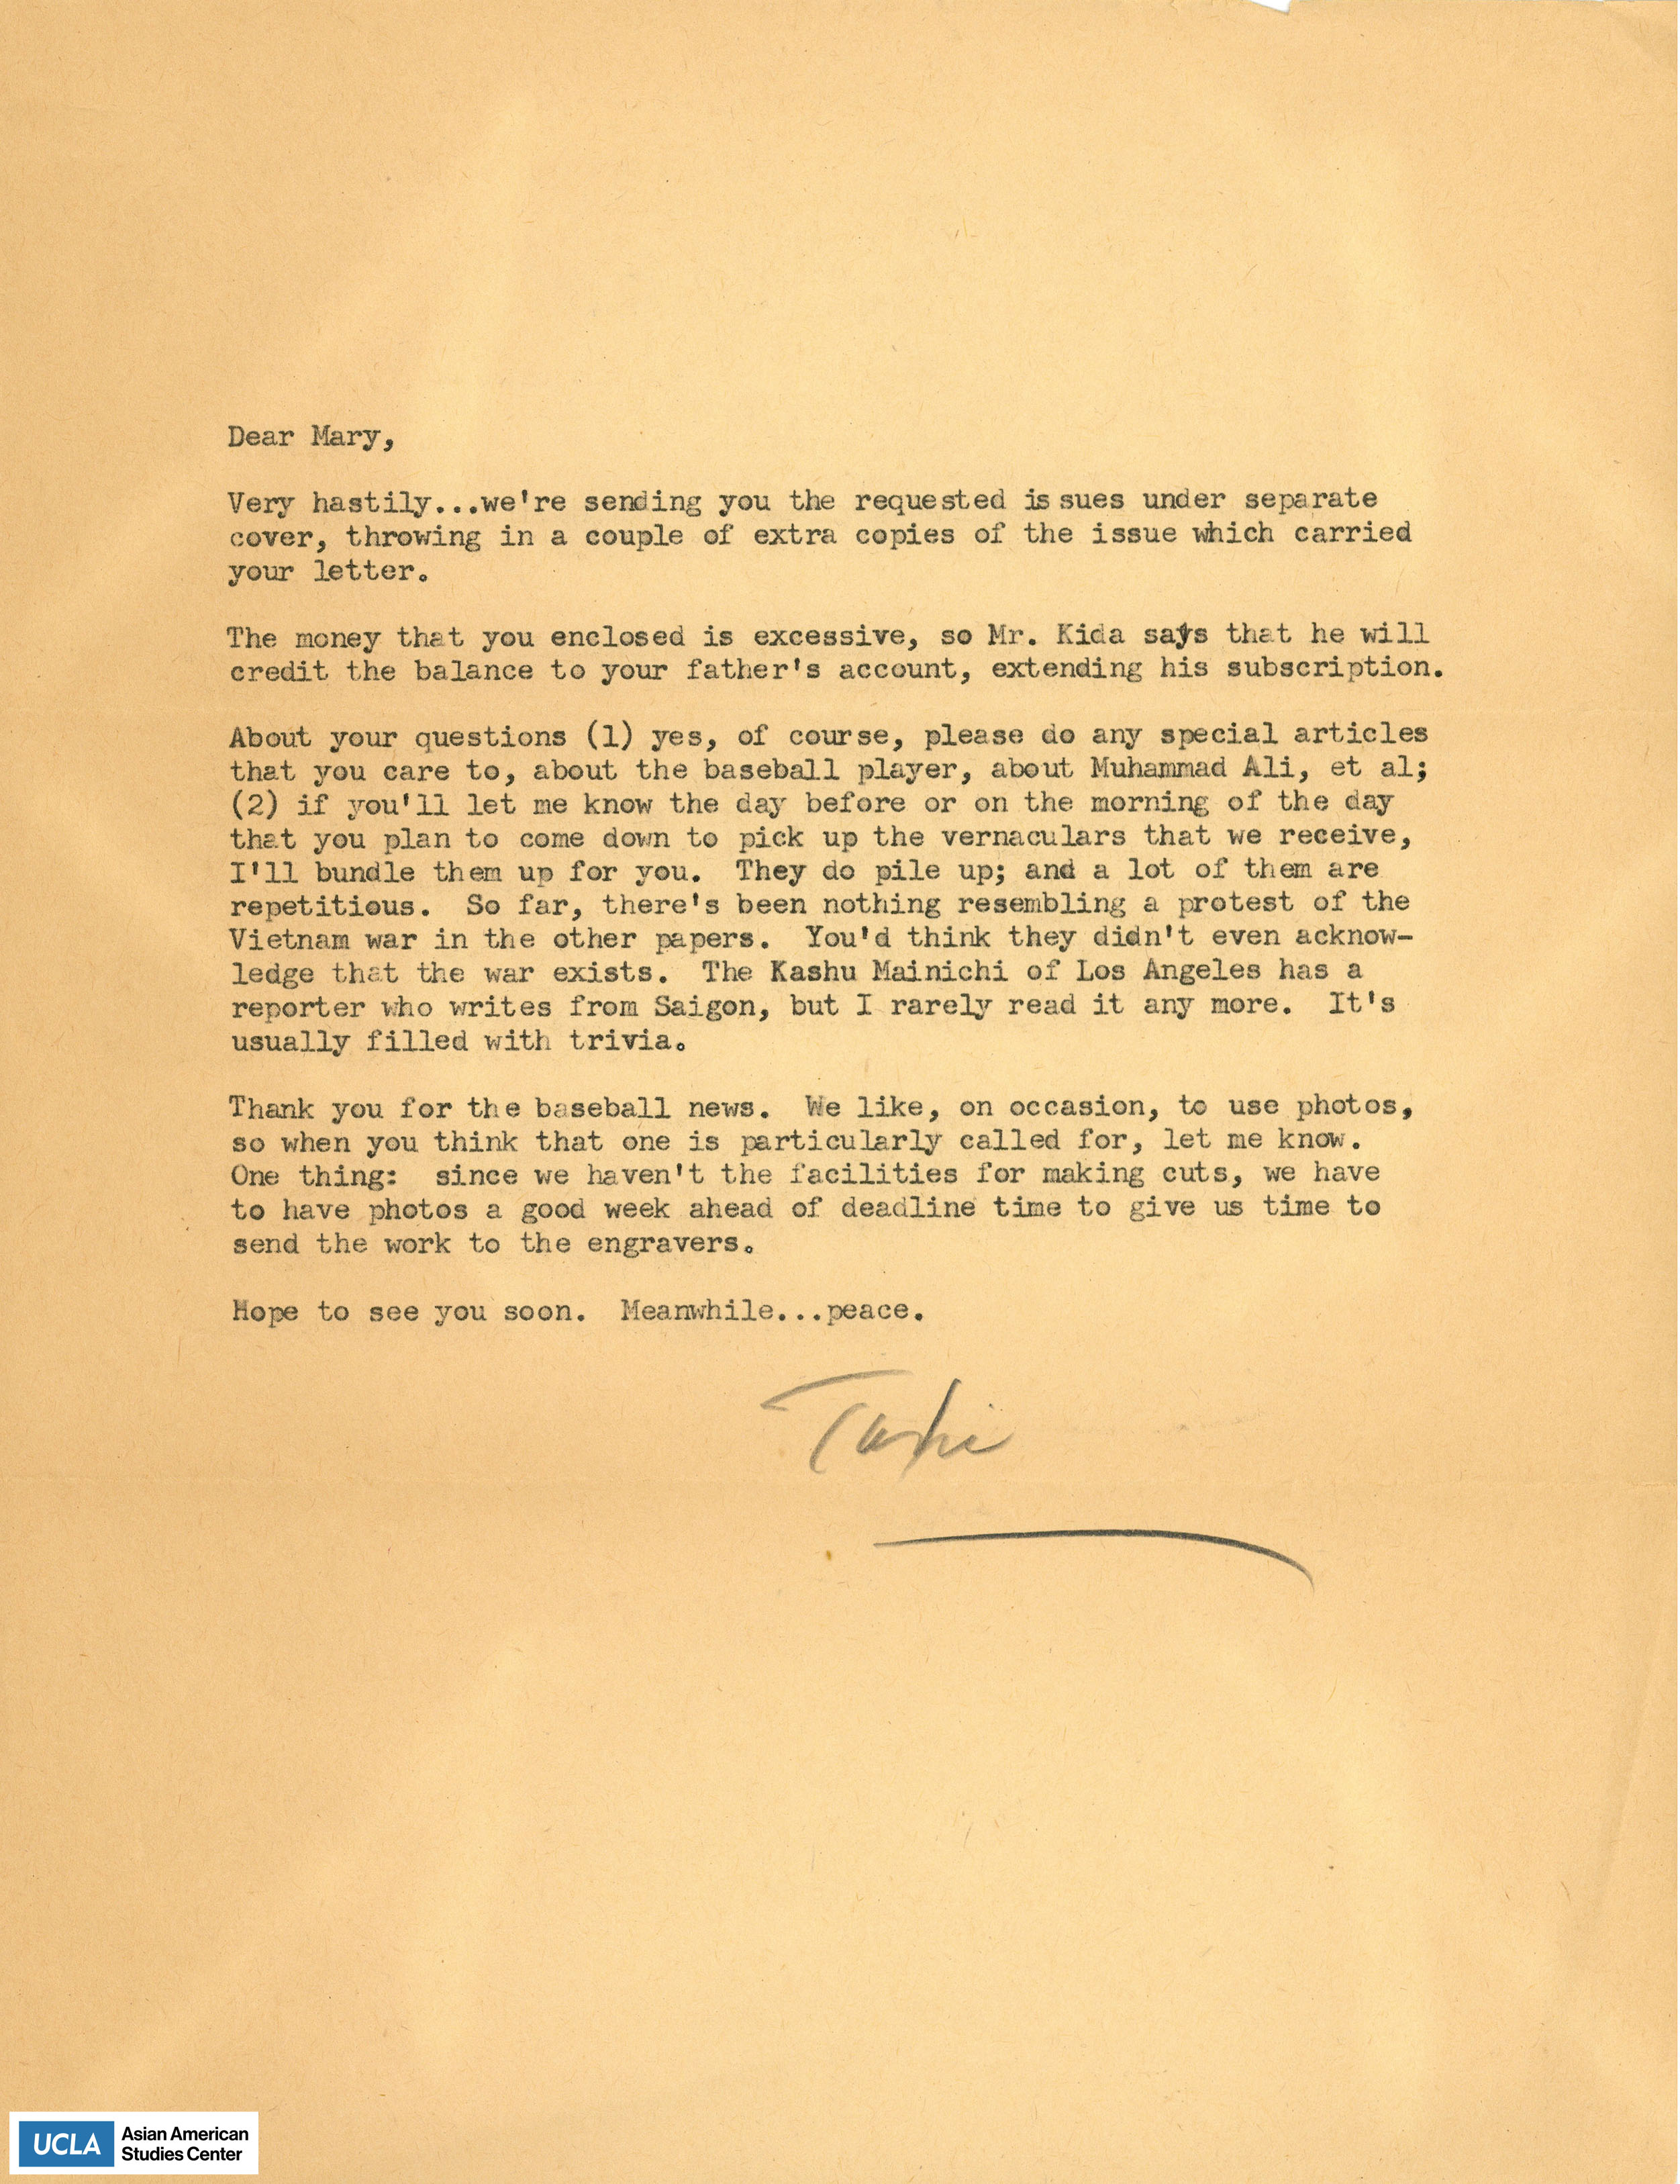 Dear Mary,
Very hastily...we're sending you the requested issues under separate
cover, throwing in a couple of extra copies of the issue which carried
your letter.
The money that you enclosed is excessive, so Mr. Kida says that he will
credit the balance to your father's account, extending his subscription.
About your questions (1) yes, of course, please do any special articles
that you care to, about the baseball player, about Muhammad Ali, et al;
(2) if you'll let me know the day before or on the morning of the day
that you plan to come down to pick up the vernaculars that we receive,
I'll bundle them up for you. They do pile up; and a lot of them are
repetitious. So far, there's been nothing resembling a protest of the
Vietnam war in the other papers. You'd think they didn't even acknow-
ledge that the war exists. The Kashu Mainichi of Los Angeles has a
reporter who writes from Saigon, but I rarely read it any more. It's
usually filled with trivia.
Thank you for the baseball news. We like, on occasion, to use photos,
so when you think that one is particularly called for, let me know.
One thing: since we haven't the facilities for making cuts, we have
to have photos a good week ahead of deadline time to give us time to
send the work to the engravers.
Hope to see you soon. Meanwhile...peace.
UCLA
Asian American
Studies Center